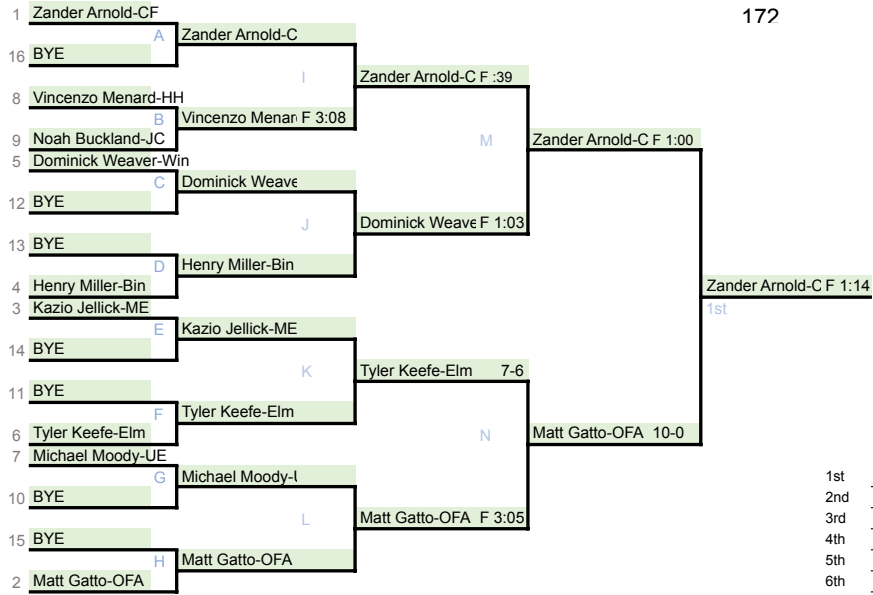 172
1 Zander Arnold-CF
A Zander Arnold-C
16 BYE
I Zander Arnold-C F :39
8 Vincenzo Menard-HH
B Vincenzo Menar F 3:08
9 Noah Buckland-JC
M Zander Arnold-C F 1:00
5 Dominick Weaver-Win
C Dominick Weave
12 BYE
J Dominick Weave F 1:03
13 BYE
D Henry Miller-Bin
4 Henry Miller-Bin
Zander Arnold-C F 1:14
1st
3 Kazio Jellick-ME
E Kazio Jellick-ME
14 BYE
K Tyler Keefe-Elm 7-6
11 BYE
F Tyler Keefe-Elm
6 Tyler Keefe-Elm
N Matt Gatto-OFA 10-0
7 Michael Moody-UE
G Michael Moody-
10 BYE
L Matt Gatto-OFA F 3:05
15 BYE
H Matt Gatto-OFA
2 Matt Gatto-OFA
1st
2nd
3rd
4th
5th
6th